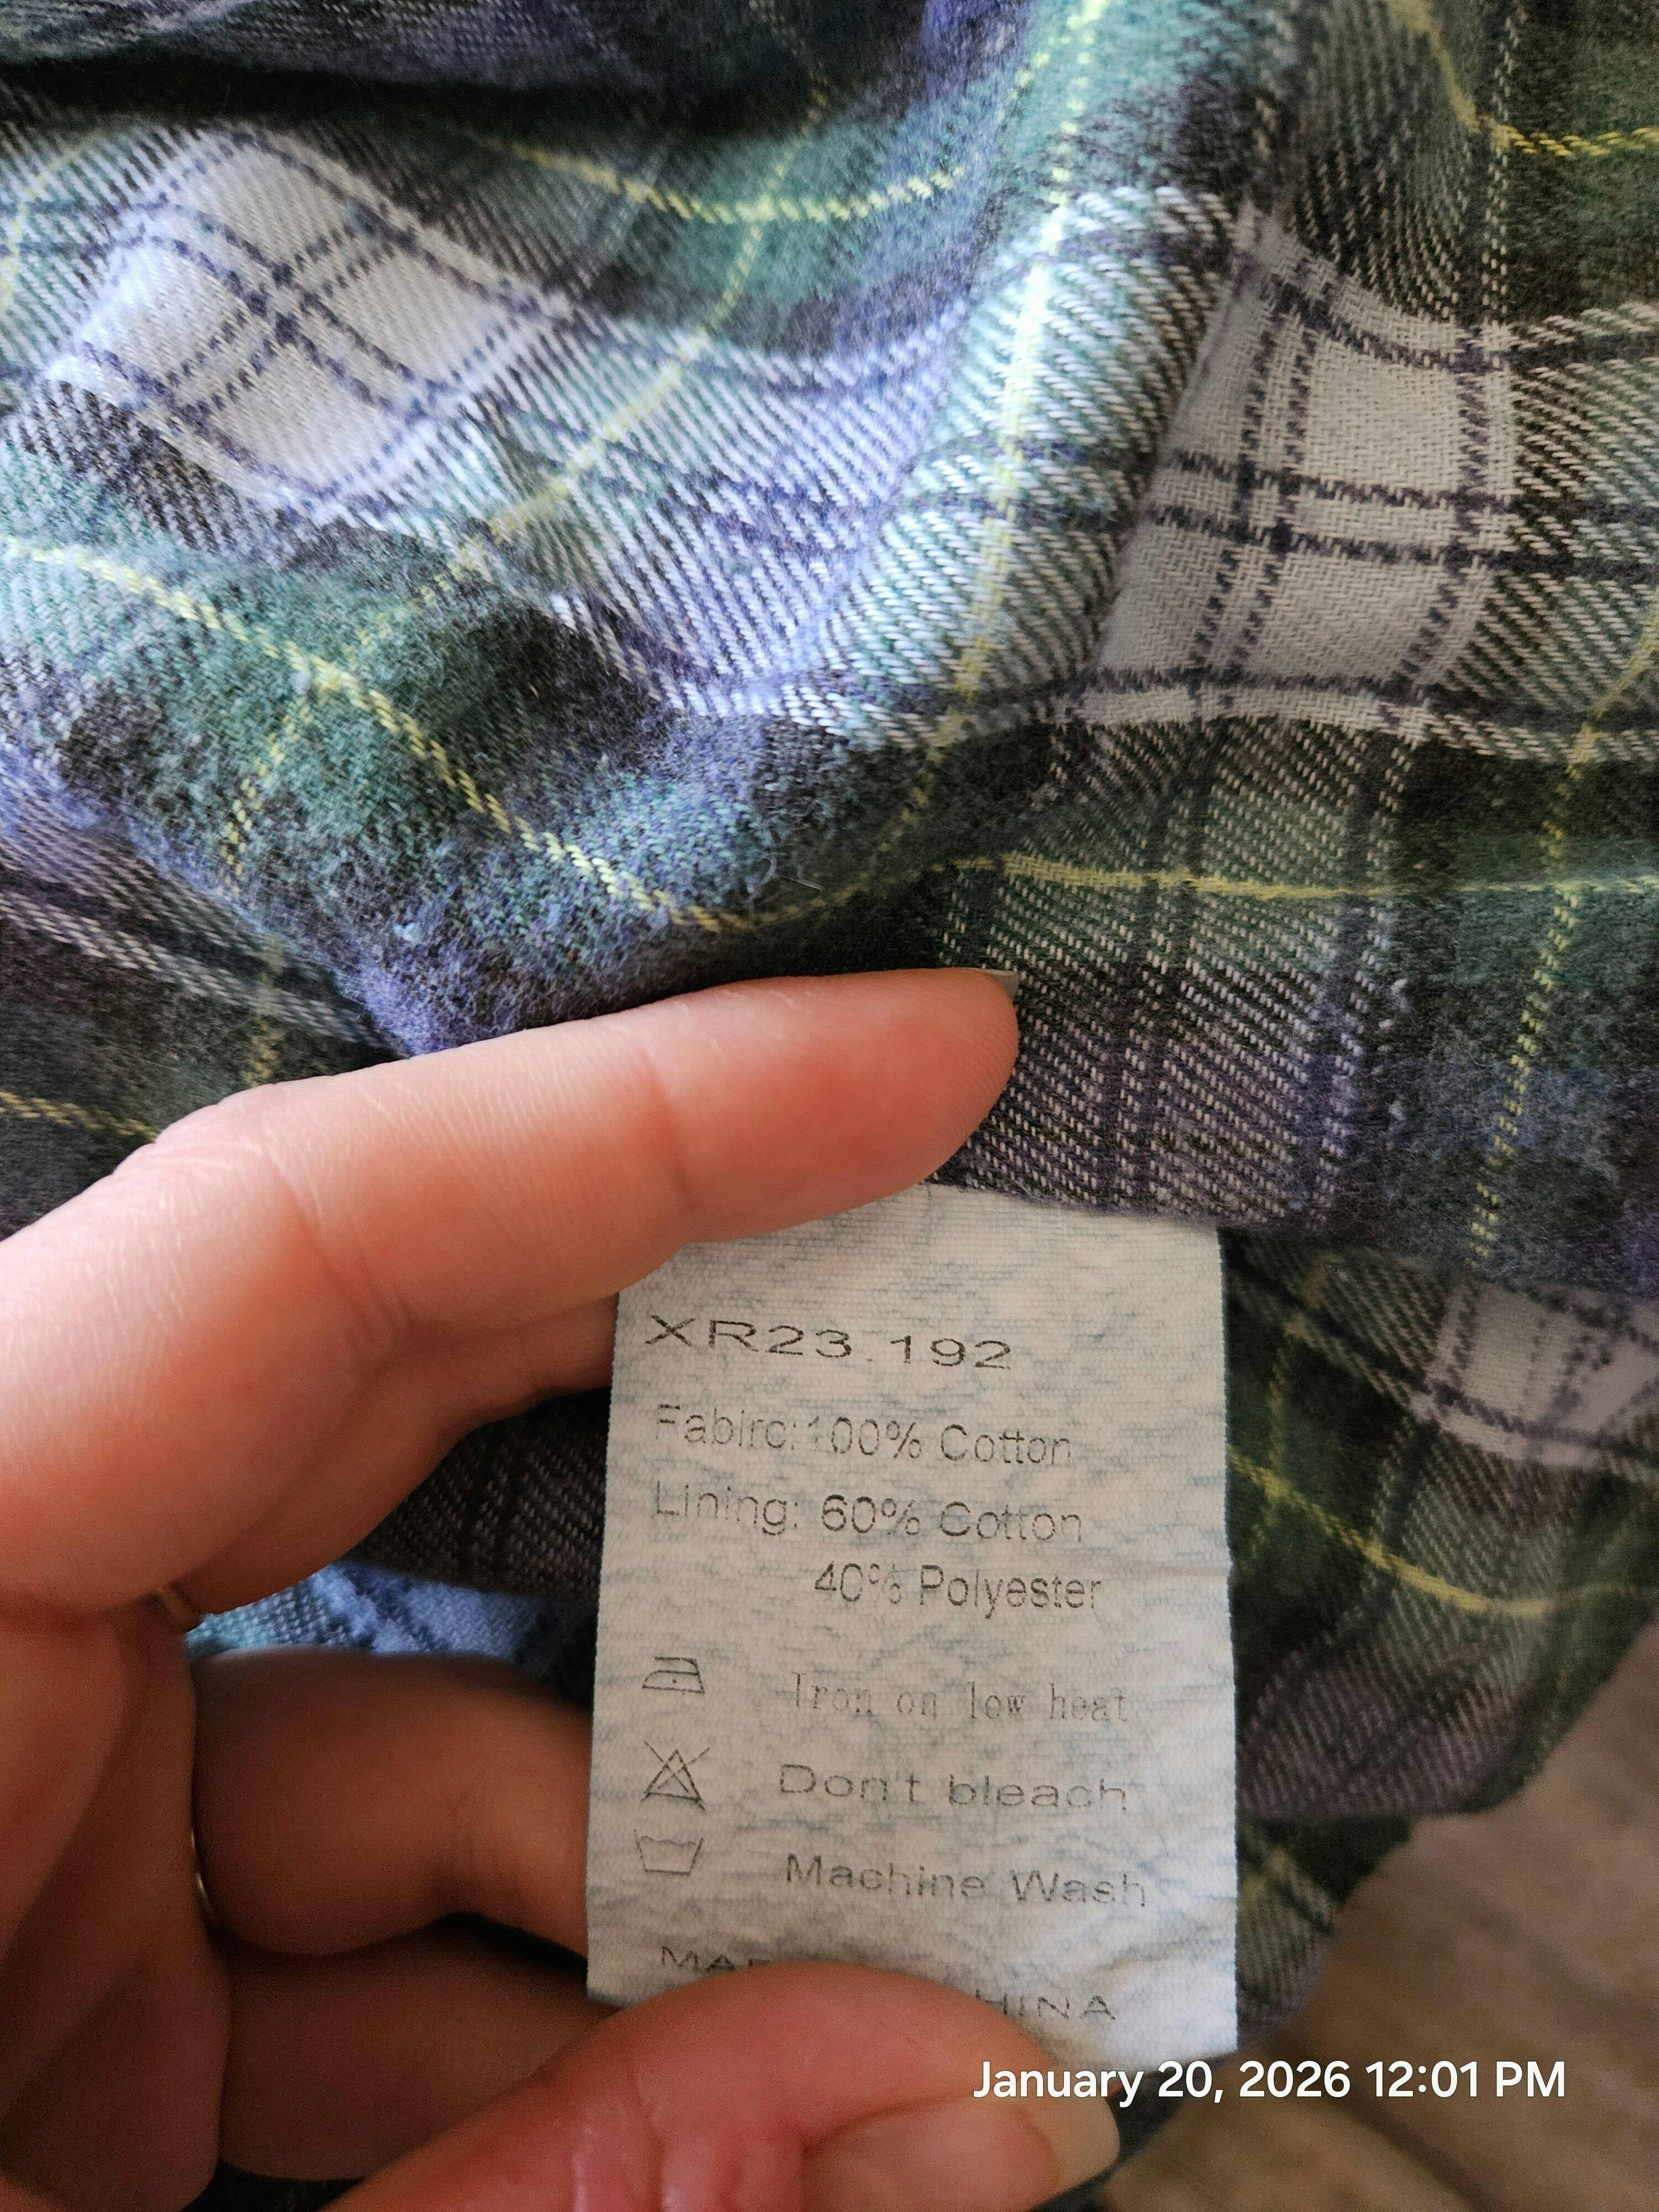 XR23.192
Fabirc:100% Cotton
Lining: 60% Cotton
40% Polyester
Iron on low heat
Don't bleach
Machine Wash
January 20, 2026 12:01 PM